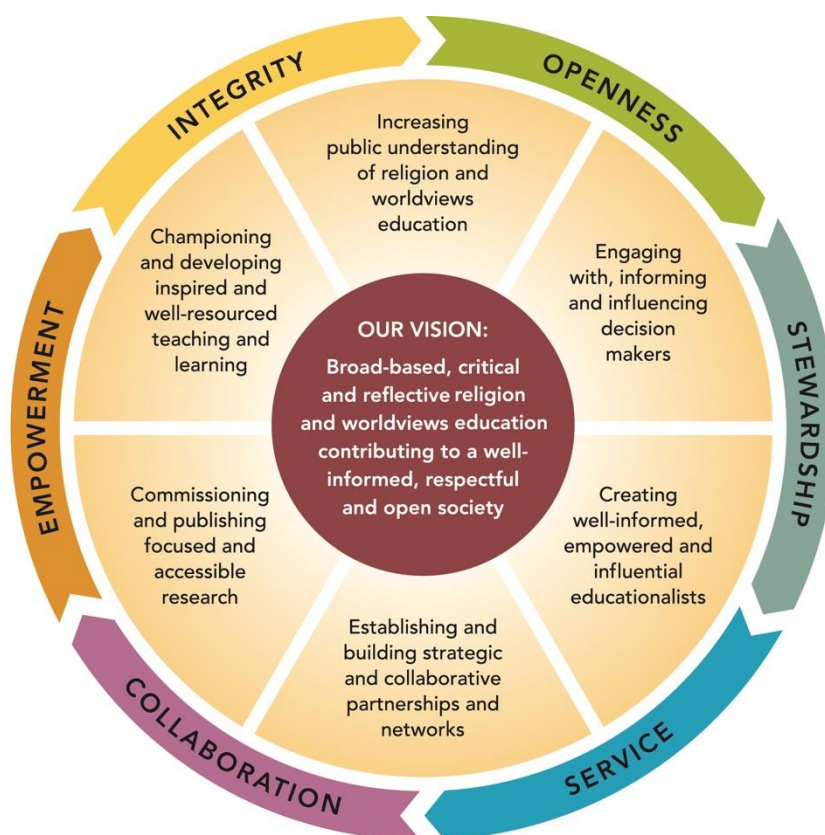 INTEGRITY
OPENNESS
STEWARDSHIP
SERVICE
COLLABORATION
EMPOWERMENT
Increasing
public understanding
of religion and
worldviews
education
Engaging
with, informing
and influencing
decision
makers
Creating
well-informed,
empowered and
influential
educationalists
Establishing and
building strategic
and collaborative
partnerships and
networks
Commissioning
and publishing
focused and
accessible
research
Championing
and developing
inspired and
well-resourced
teaching and
learning
OUR VISION:
Broad-based, critical
and reflective religion
and worldviews education
contributing to a well-
informed, respectful
and open society